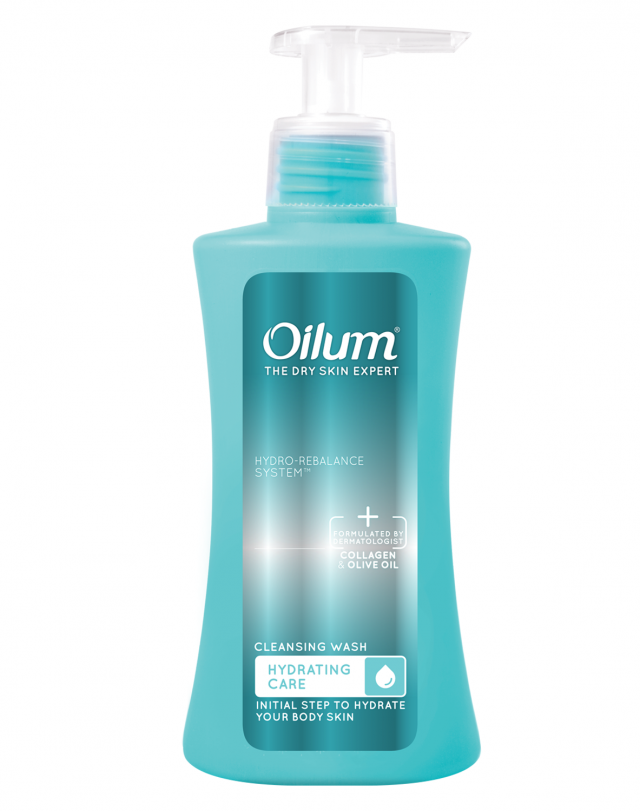 Oilum®
THE DRY SKIN EXPERT
HYDRO-REBALANCE
SYSTEM™
+
FORMULATED BY
DERMATOLOGIST
COLLAGEN
& OLIVE OIL
CLEANSING WASH
HYDRATING
CARE
INITIAL STEP TO HYDRATE
YOUR BODY SKIN